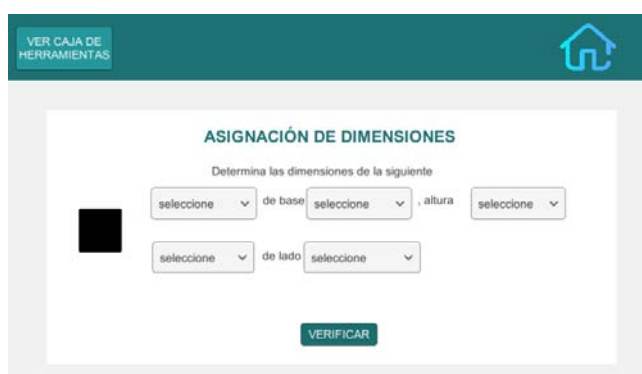 VER CAJA DE
HERRAMIENTAS
ASIGNACIÓN DE DIMENSIONES
Determina las dimensiones de la siguiente
seleccione de base seleccione , altura seleccione
seleccione de lado seleccione
VERIFICAR